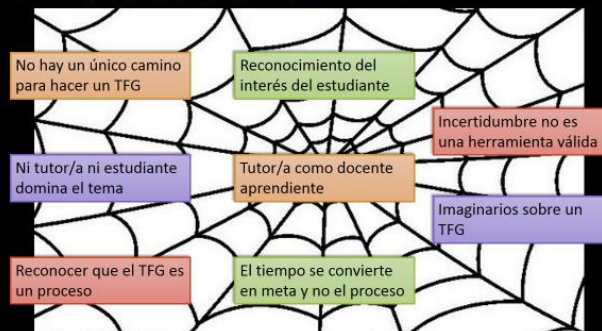 No hay un único camino
para hacer un TFG
Reconocimiento del
interés del estudiante
Incertidumbre no es
una herramienta válida
Ni tutor/a ni estudiante
domina el tema
Tutor/a como docente
aprendiente
Imaginarios sobre un
TFG
Reconocer que el TFG es
un proceso
El tiempo se convierte
en meta y no el proceso